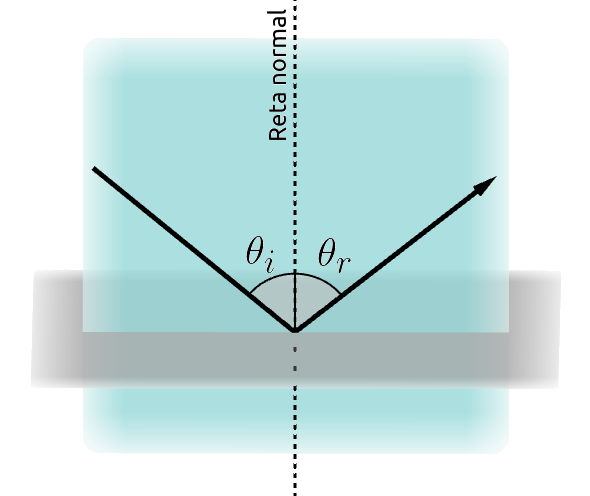 Reta normal
θi θr